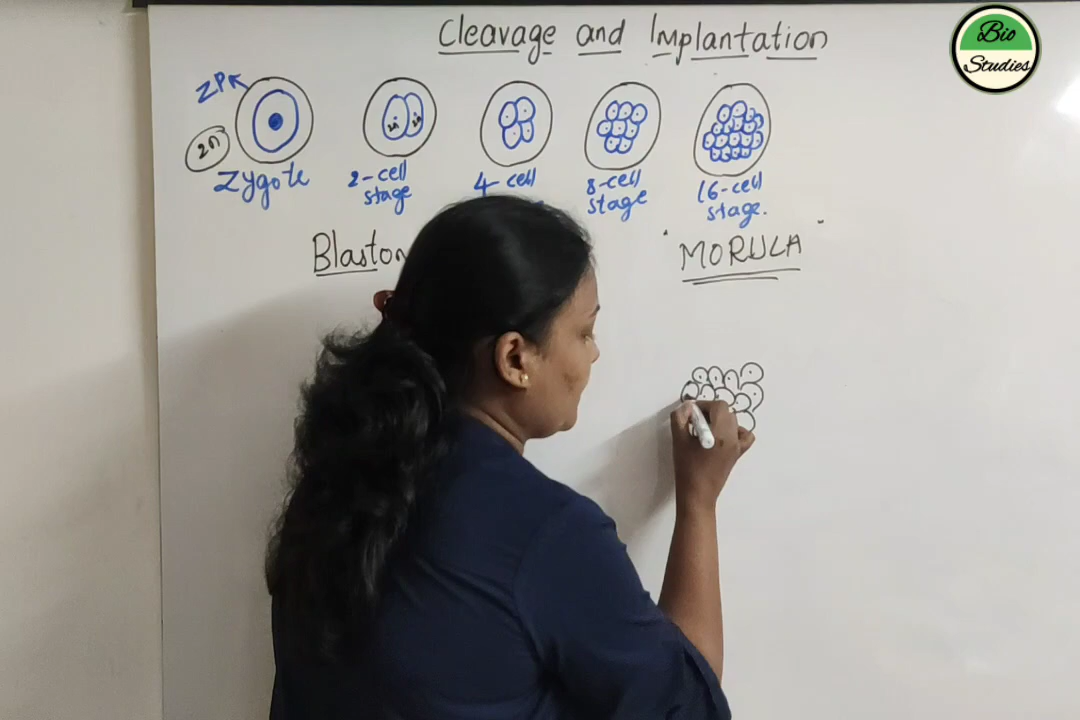 Cleavage and Implantation
Bio
Studies
ZP
2n
Zygote
2-cell
stage
4-cell
8-cell
stage
16-cell
stage.
"MORULA"